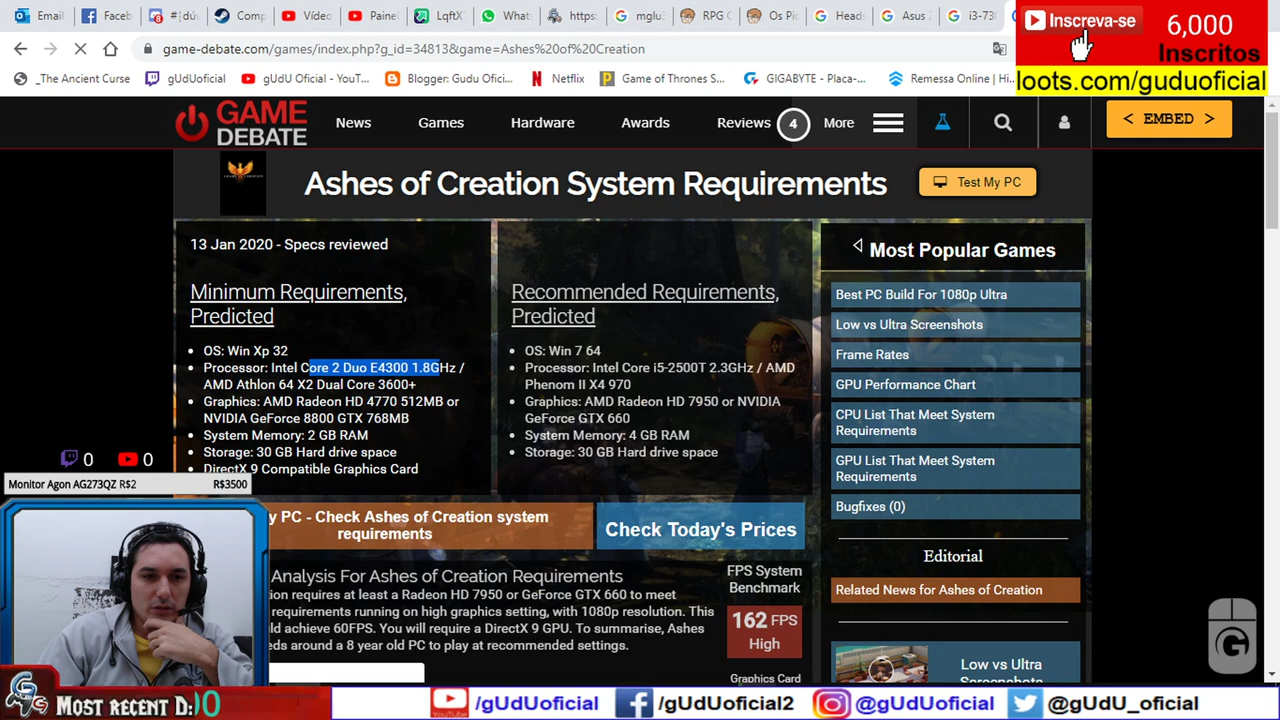 Email
Faceb
#┆dúv
Comp
Vídeo
Painel
LqftX
Whats
https:
mglu3
RPG C
Os Pic
Head
Asus Z
i3-730
Inscreva-se
6,000
Inscritos
loots.com/guduoficial
game-debate.com/games/index.php?g_id=34813&game=Ashes%20of%20Creation
_The Ancient Curse
gUdUoficial
gUdU Oficial - YouT...
Blogger: Gudu Ofici...
Netflix
Game of Thrones S...
GIGABYTE - Placa-...
Remessa Online | Hi...
GAME
DEBATE
News
Games
Hardware
Awards
Reviews
4
More
< EMBED >
Ashes of Creation System Requirements
Test My PC
13 Jan 2020 - Specs reviewed
Minimum Requirements,
Predicted
OS: Win Xp 32
Processor: Intel Core 2 Duo E4300 1.8GHz /
AMD Athlon 64 X2 Dual Core 3600+
Graphics: AMD Radeon HD 4770 512MB or
NVIDIA GeForce 8800 GTX 768MB
System Memory: 2 GB RAM
Storage: 30 GB Hard drive space
DirectX 9 Compatible Graphics Card
Recommended Requirements,
Predicted
OS: Win 7 64
Processor: Intel Core i5-2500T 2.3GHz / AMD
Phenom II X4 970
Graphics: AMD Radeon HD 7950 or NVIDIA
GeForce GTX 660
System Memory: 4 GB RAM
Storage: 30 GB Hard drive space
Most Popular Games
Best PC Build For 1080p Ultra
Low vs Ultra Screenshots
Frame Rates
GPU Performance Chart
CPU List That Meet System
Requirements
GPU List That Meet System
Requirements
Bugfixes (0)
Editorial
Related News for Ashes of Creation
Low vs Ultra
Screenshots
0
0
Monitor Agon AG273QZ R$2
R$3500
y PC - Check Ashes of Creation system
requirements
Check Today's Prices
Analysis For Ashes of Creation Requirements
tion requires at least a Radeon HD 7950 or GeForce GTX 660 to meet
requirements running on high graphics setting, with 1080p resolution. This
ld achieve 60FPS. You will require a DirectX 9 GPU. To summarise, Ashes
eds around a 8 year old PC to play at recommended settings.
FPS System
Benchmark
162 FPS
High
Graphics Card
G
Most recent D:
/gUdUoficial
/gUdUoficial2
@gUdUoficial
@gUdU_oficial